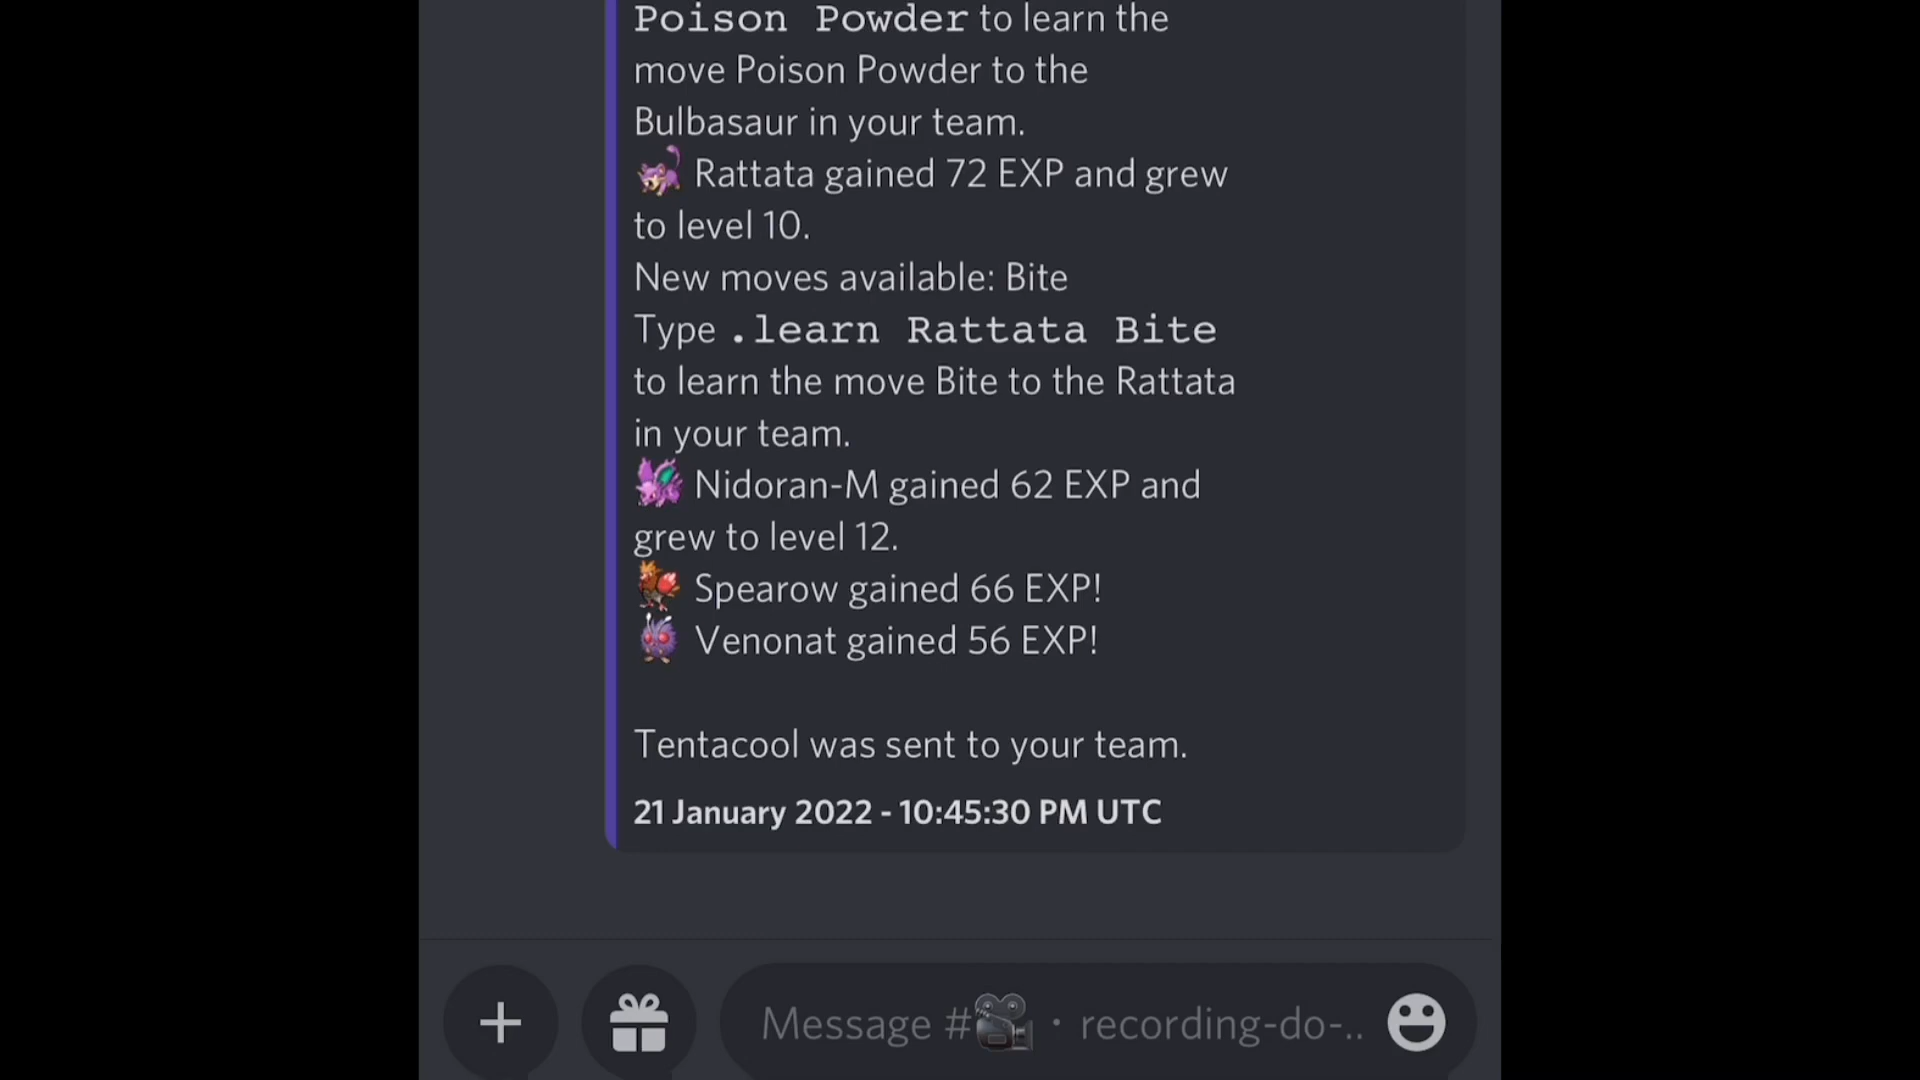 Poison Powder to learn the
move Poison Powder to the
Bulbasaur in your team.
Rattata gained 72 EXP and grew
to level 10.
New moves available: Bite
Type .learn Rattata Bite
to learn the move Bite to the Rattata
in your team.
Nidoran-M gained 62 EXP and
grew to level 12.
Spearow gained 66 EXP!
Venonat gained 56 EXP!
Tentacool was sent to your team.
21 January 2022 - 10:45:30 PM UTC
Message #🎥 · recording-do-..